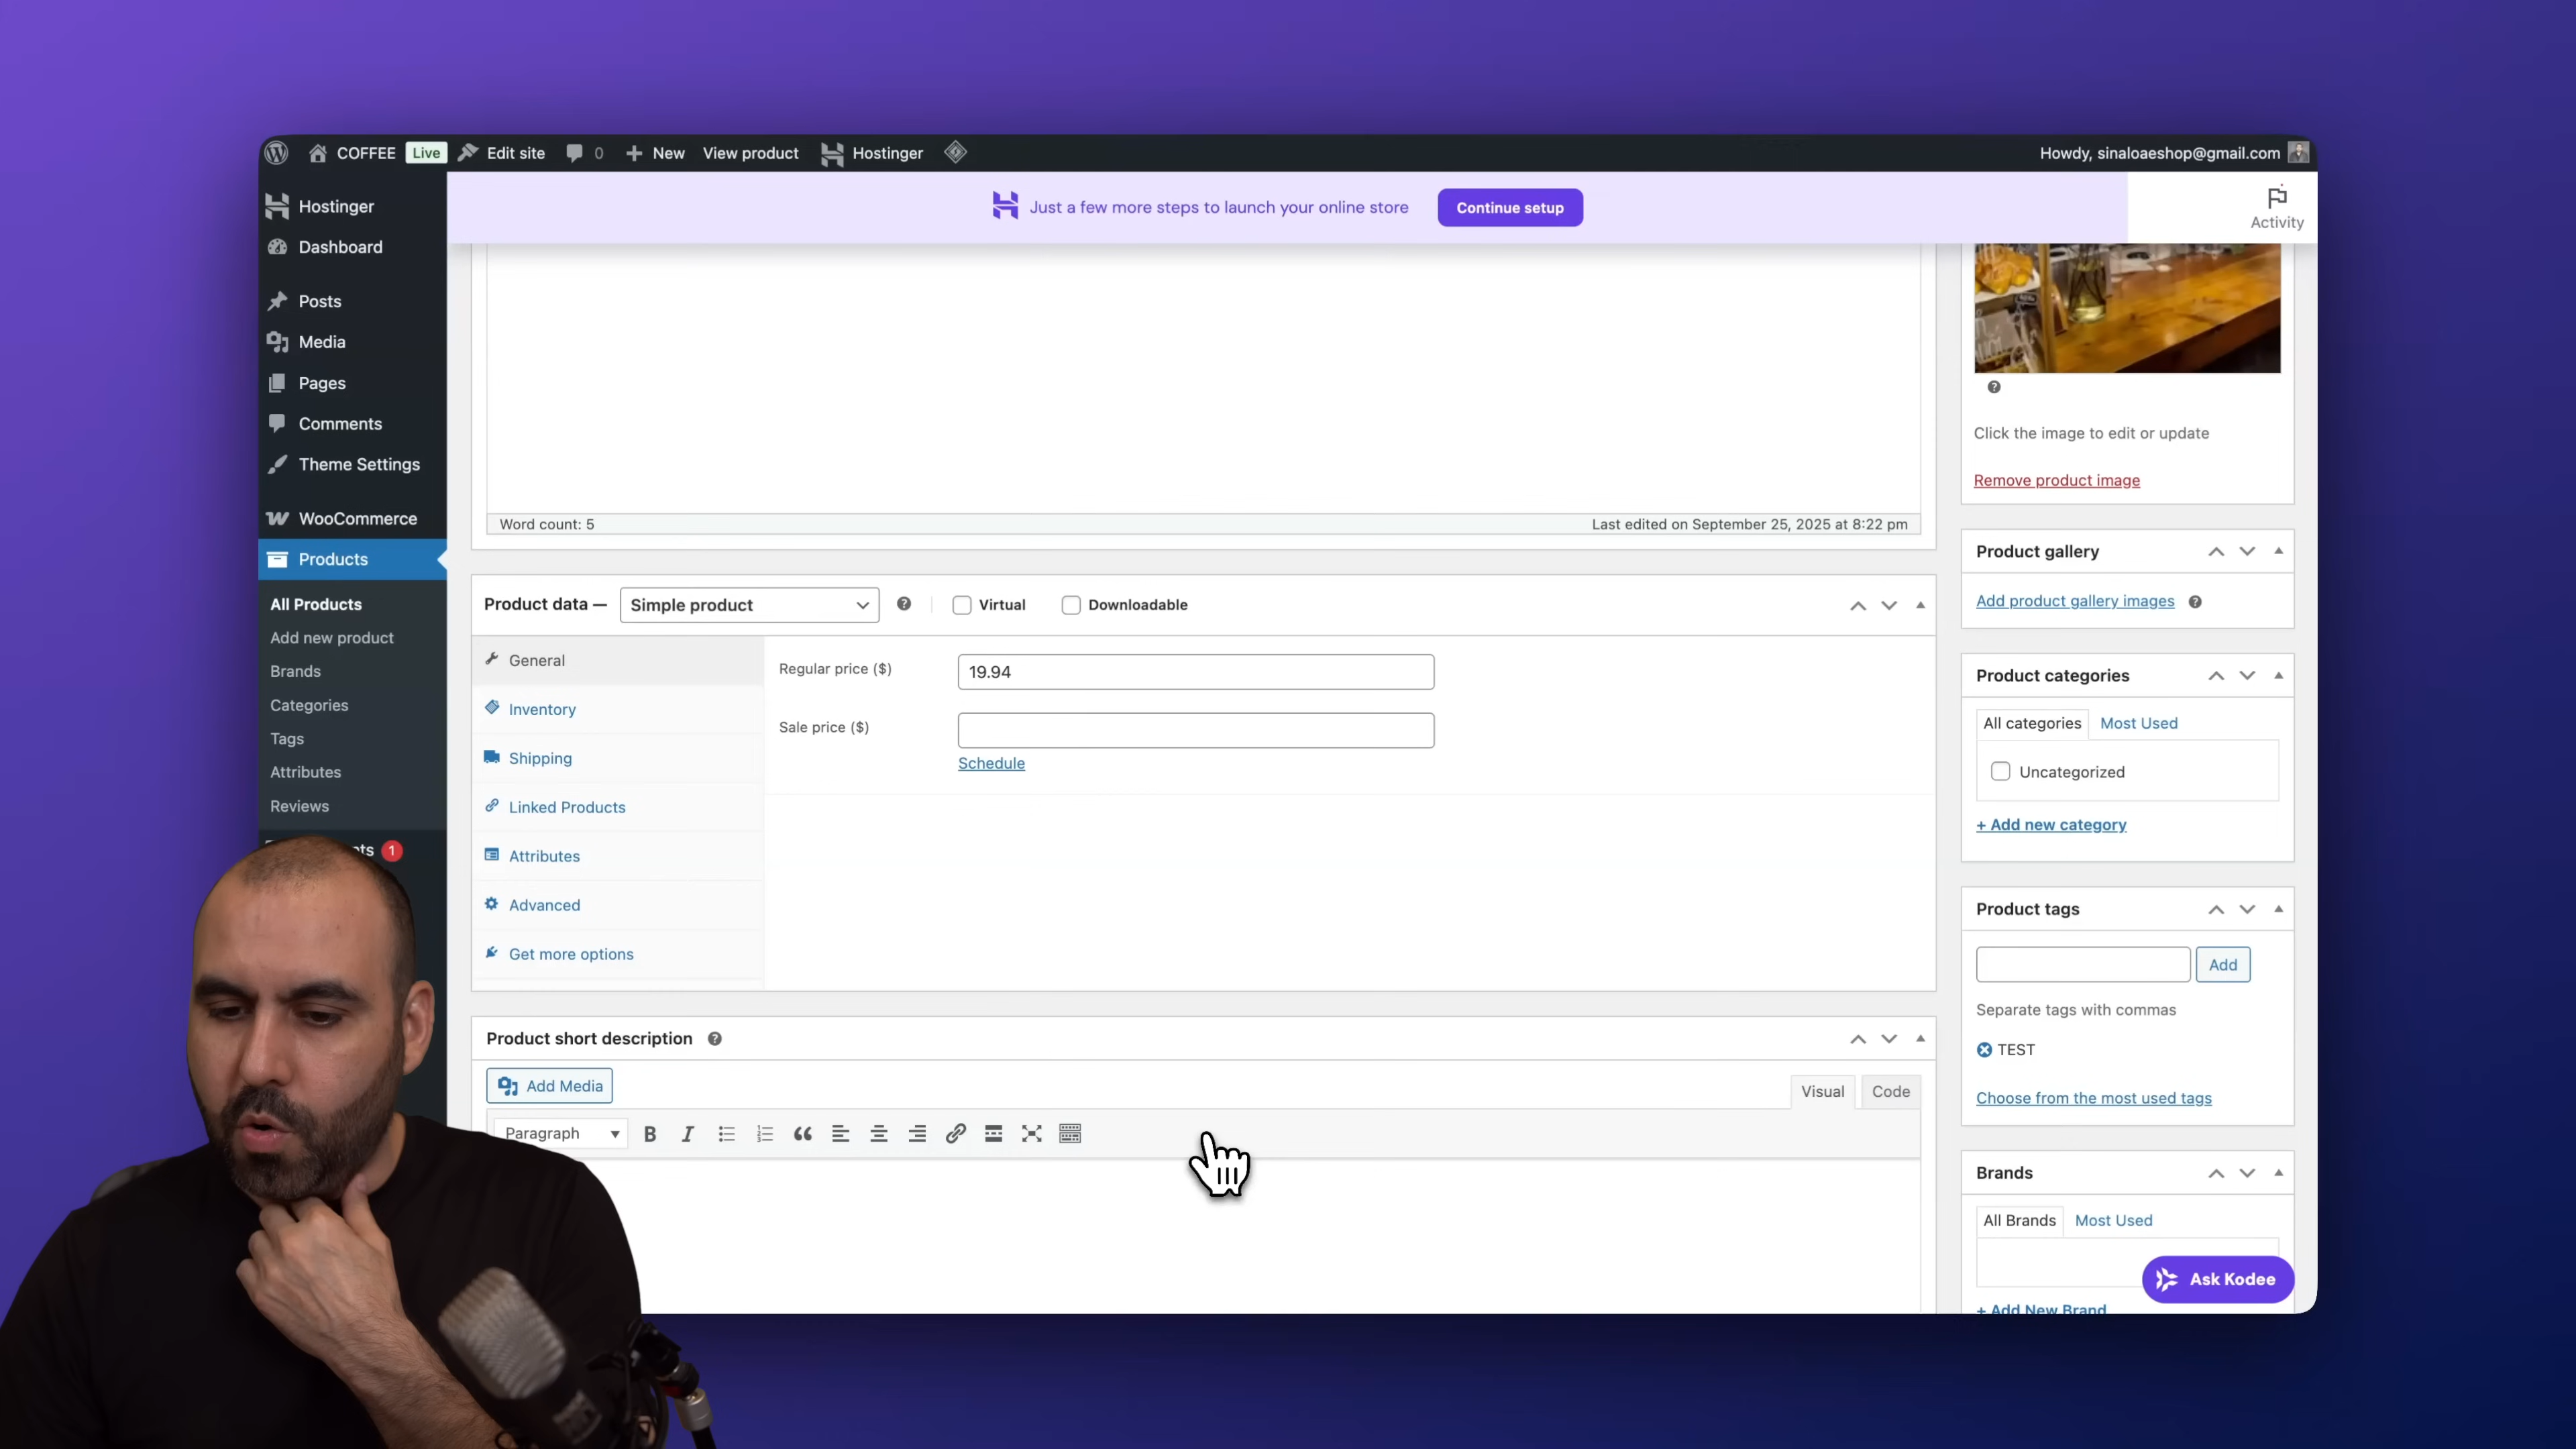 COFFEE Live Edit site 0 New View product Hostinger Howdy, sinaloaeshop@gmail.com
Just a few more steps to launch your online store Continue setup
Activity
Hostinger
Dashboard
Posts
Media
Pages
Comments
Theme Settings
WooCommerce
Products
All Products
Add new product
Brands
Categories
Tags
Attributes
Reviews
1
Word count: 5 Last edited on September 25, 2025 at 8:22 pm
Product data — Simple product Virtual Downloadable
General
Inventory
Shipping
Linked Products
Attributes
Advanced
Get more options
Regular price ($) 19.94
Sale price ($)
Schedule
Product short description
Add Media
Visual Code
Paragraph
Click the image to edit or update
Remove product image
Product gallery
Add product gallery images
Product categories
All categories Most Used
Uncategorized
+ Add new category
Product tags
Add
Separate tags with commas
TEST
Choose from the most used tags
Brands
All Brands Most Used
+ Add New Brand
Ask Kodee